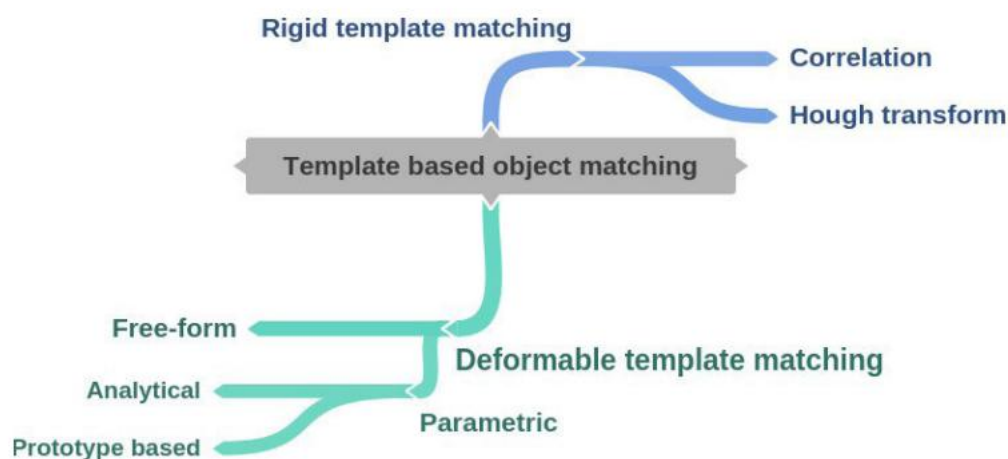 Rigid template matching
Correlation
Hough transform
Template based object matching
Free-form
Deformable template matching
Analytical
Parametric
Prototype based